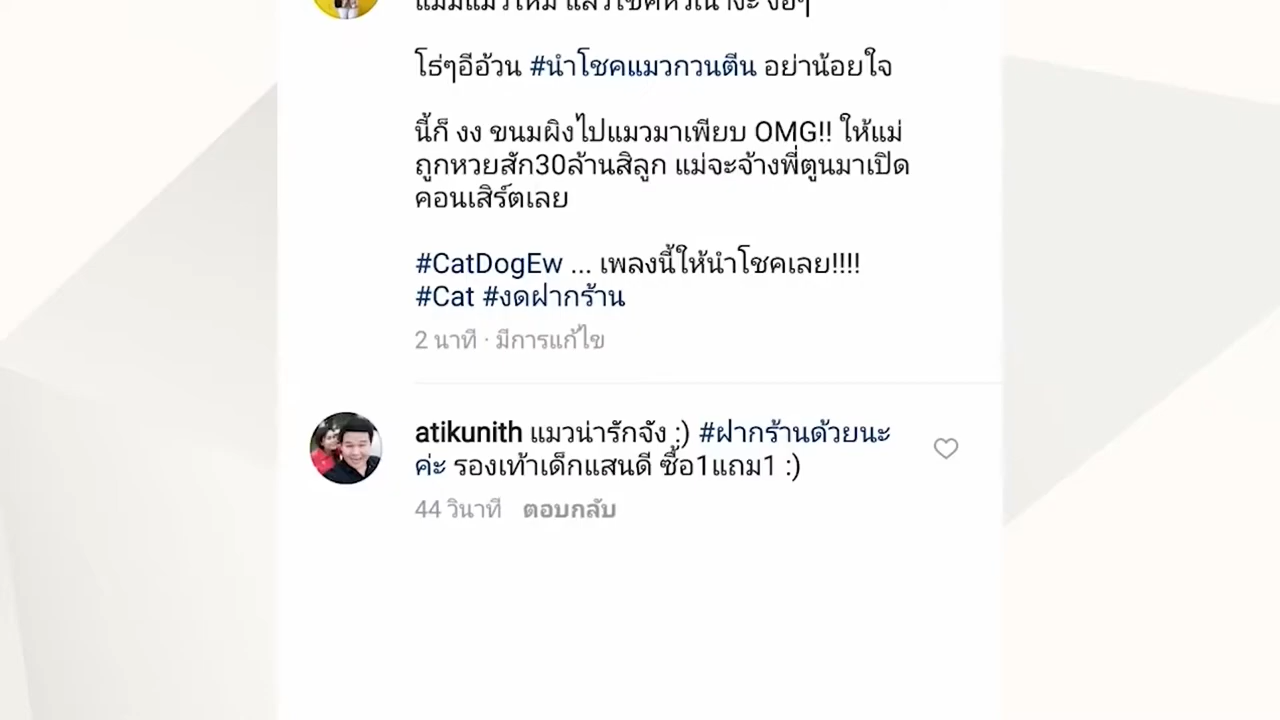 โธ่ๆอีอ้วน #นำโชคแมวกวนตีน อย่าน้อยใจ
นี้ก็ งง ขนมผิงไปแมวมาเพียบ OMG!! ให้แม่
ถูกหวยสัก30ล้านสิลูก แม่จะจ้างพี่ตูนมาเปิด
คอนเสิร์ตเลย
#CatDogEw ... เพลงนี้ให้นำโชคเลย!!!!
#Cat #งดฝากร้าน
2 นาที · มีการแก้ไข
atikunith แมวน่ารักจัง :) #ฝากร้านด้วยนะ
ค่ะ รองเท้าเด็กแสนดี ซื้อ1แถม1 :)
44 วินาที ตอบกลับ